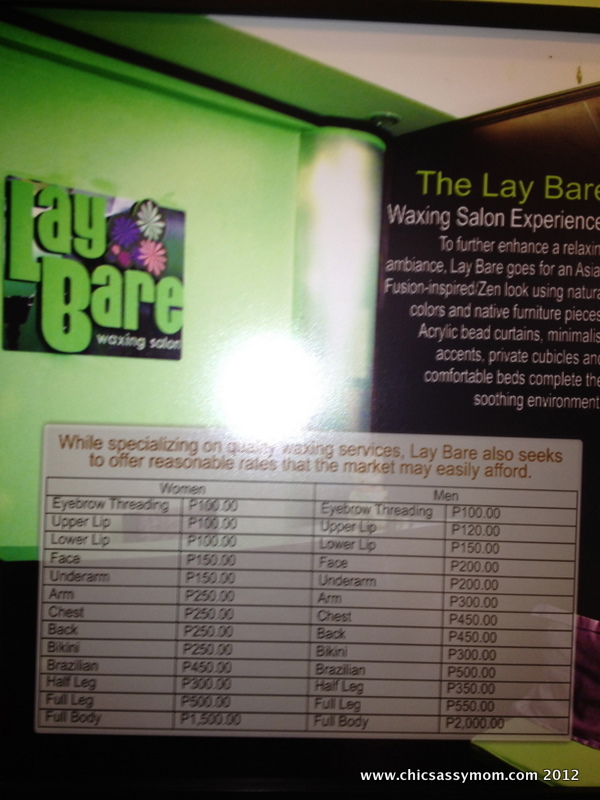 Lay
Bare
waxing salon
The Lay Bare
Waxing Salon Experience
To further enhance a relaxin
ambiance, Lay Bare goes for an Asia
Fusion-inspired/Zen look using natura
colors and native furniture pieces
Acrylic bead curtains, minimalis
accents, private cubicles and
comfortable beds complete the
soothing environment
While specializing on quality waxing services, Lay Bare also seeks
to offer reasonable rates that the market may easily afford.
Women Men
Eyebrow Threading P100.00 Eyebrow Threading P100.00
Upper Lip P100.00 Upper Lip P120.00
Lower Lip P100.00 Lower Lip P150.00
Face P150.00 Face P200.00
Underarm P150.00 Underarm P200.00
Arm P250.00 Arm P300.00
Chest P250.00 Chest P450.00
Back P250.00 Back P450.00
Bikini P250.00 Bikini P300.00
Brazilian P450.00 Brazilian P500.00
Half Leg P300.00 Half Leg P350.00
Full Leg P500.00 Full Leg P550.00
Full Body P1,500.00 Full Body P2,000.00
www.chicsassymom.com 2012